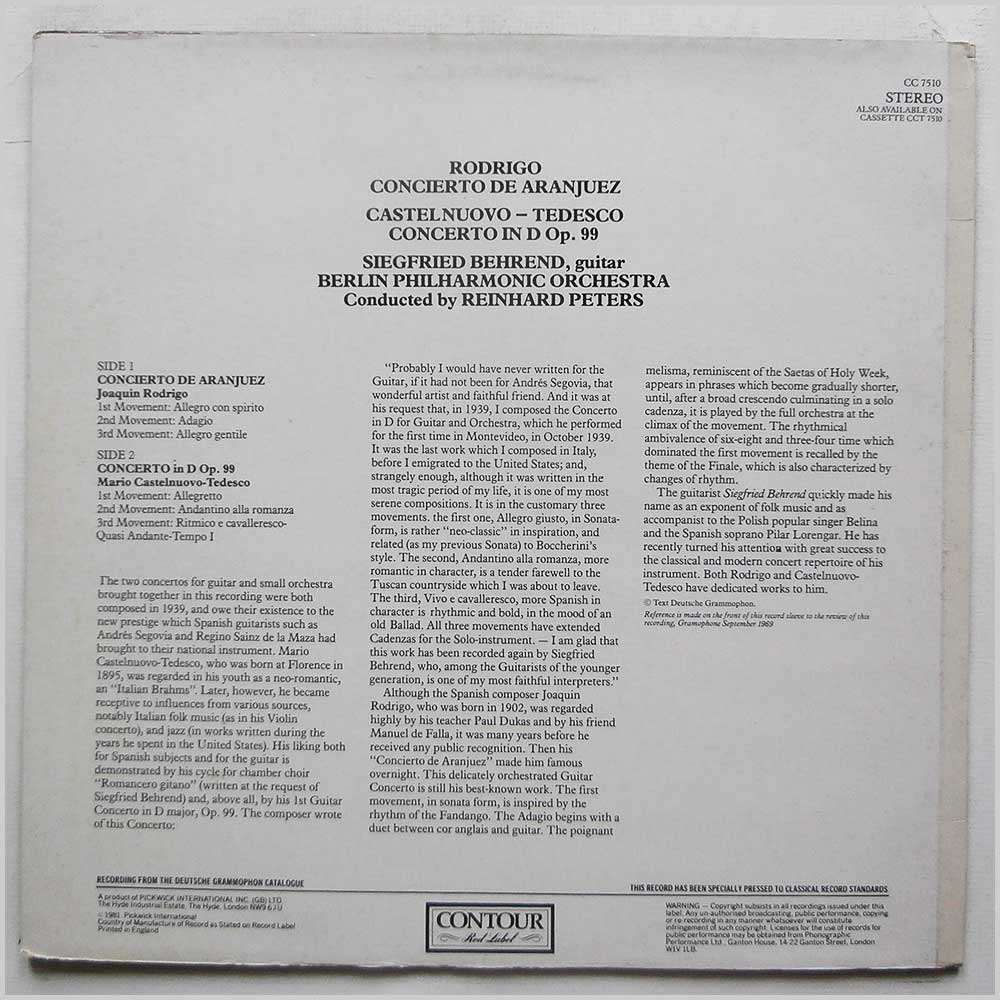 CC 7510
STEREO
ALSO AVAILABLE ON
CASSETTE CCT 7510
RODRIGO
CONCIERTO DE ARANJUEZ
CASTELNUOVO – TEDESCO
CONCERTO IN D Op. 99
SIEGFRIED BEHREND, guitar
BERLIN PHILHARMONIC ORCHESTRA
Conducted by REINHARD PETERS
SIDE 1
CONCIERTO DE ARANJUEZ
Joaquin Rodrigo
1st Movement: Allegro con spirito
2nd Movement: Adagio
3rd Movement: Allegro gentile
SIDE 2
CONCERTO in D Op. 99
Mario Castelnuovo-Tedesco
1st Movement: Allegretto
2nd Movement: Andantino alla romanza
3rd Movement: Ritmico e cavalleresco-
Quasi Andante-Tempo I
The two concertos for guitar and small orchestra
brought together in this recording were both
composed in 1939, and owe their existence to the
new prestige which Spanish guitarists such as
Andrés Segovia and Regino Sainz de la Maza had
brought to their national instrument. Mario
Castelnuovo-Tedesco, who was born at Florence in
1895, was regarded in his youth as a neo-romantic,
an "Italian Brahms". Later, however, he became
receptive to influences from various sources,
notably Italian folk music (as in his Violin
concerto), and jazz (in works written during the
years he spent in the United States). His liking both
for Spanish subjects and for the guitar is
demonstrated by his cycle for chamber choir
"Romancero gitano" (written at the request of
Siegfried Behrend) and, above all, by his 1st Guitar
Concerto in D major, Op. 99. The composer wrote
of this Concerto:
"Probably I would have never written for the
Guitar, if it had not been for Andrés Segovia, that
wonderful artist and faithful friend. And it was at
his request that, in 1939, I composed the Concerto
in D for Guitar and Orchestra, which he performed
for the first time in Montevideo, in October 1939.
It was the last work which I composed in Italy,
before I emigrated to the United States; and,
strangely enough, although it was written in the
most tragic period of my life, it is one of my most
serene compositions. It is in the customary three
movements. the first one, Allegro giusto, in Sonata-
form, is rather "neo-classic" in inspiration, and
related (as my previous Sonata) to Boccherini's
style. The second, Andantino alla romanza, more
romantic in character, is a tender farewell to the
Tuscan countryside which I was about to leave.
The third, Vivo e cavalleresco, more Spanish in
character is rhythmic and bold, in the mood of an
old Ballad. All three movements have extended
Cadenzas for the Solo-instrument. — I am glad that
this work has been recorded again by Siegfried
Behrend, who, among the Guitarists of the younger
generation, is one of my most faithful interpreters."
Although the Spanish composer Joaquin
Rodrigo, who was born in 1902, was regarded
highly by his teacher Paul Dukas and by his friend
Manuel de Falla, it was many years before he
received any public recognition. Then his
"Concierto de Aranjuez" made him famous
overnight. This delicately orchestrated Guitar
Concerto is still his best-known work. The first
movement, in sonata form, is inspired by the
rhythm of the Fandango. The Adagio begins with a
duet between cor anglais and guitar. The poignant
melisma, reminiscent of the Saetas of Holy Week,
appears in phrases which become gradually shorter,
until, after a broad crescendo culminating in a solo
cadenza, it is played by the full orchestra at the
climax of the movement. The rhythmical
ambivalence of six-eight and three-four time which
dominated the first movement is recalled by the
theme of the Finale, which is also characterized by
changes of rhythm.
The guitarist Siegfried Behrend quickly made his
name as an exponent of folk music and as
accompanist to the Polish popular singer Belina
and the Spanish soprano Pilar Lorengar. He has
recently turned his attention with great success to
the classical and modern concert repertoire of his
instrument. Both Rodrigo and Castelnuovo-
Tedesco have dedicated works to him.
© Text Deutsche Grammophon.
Reference is made on the front of this record sleeve to the review of this
recording, Gramophone September 1969
RECORDING FROM THE DEUTSCHE GRAMMOPHON CATALOGUE
THIS RECORD HAS BEEN SPECIALLY PRESSED TO CLASSICAL RECORD STANDARDS
A product of PICKWICK INTERNATIONAL INC. (GB) LTD.
The Hyde Industrial Estate, The Hyde, London NW9 6JU
© 1981 Pickwick International
Country of Manufacture of Record as Stated on Record Label
Printed in England
CONTOUR
Red Label
WARNING – Copyright subsists in all recordings issued under this
label. Any un-authorised broadcasting, public performance, copying
or re-recording in any manner whatsoever will constitute
infringement of such copyright. Licenses for the use of records for
public performance may be obtained from Phonographic
Performance Ltd., Ganton House, 14-22 Ganton Street, London
W1V 1LB.